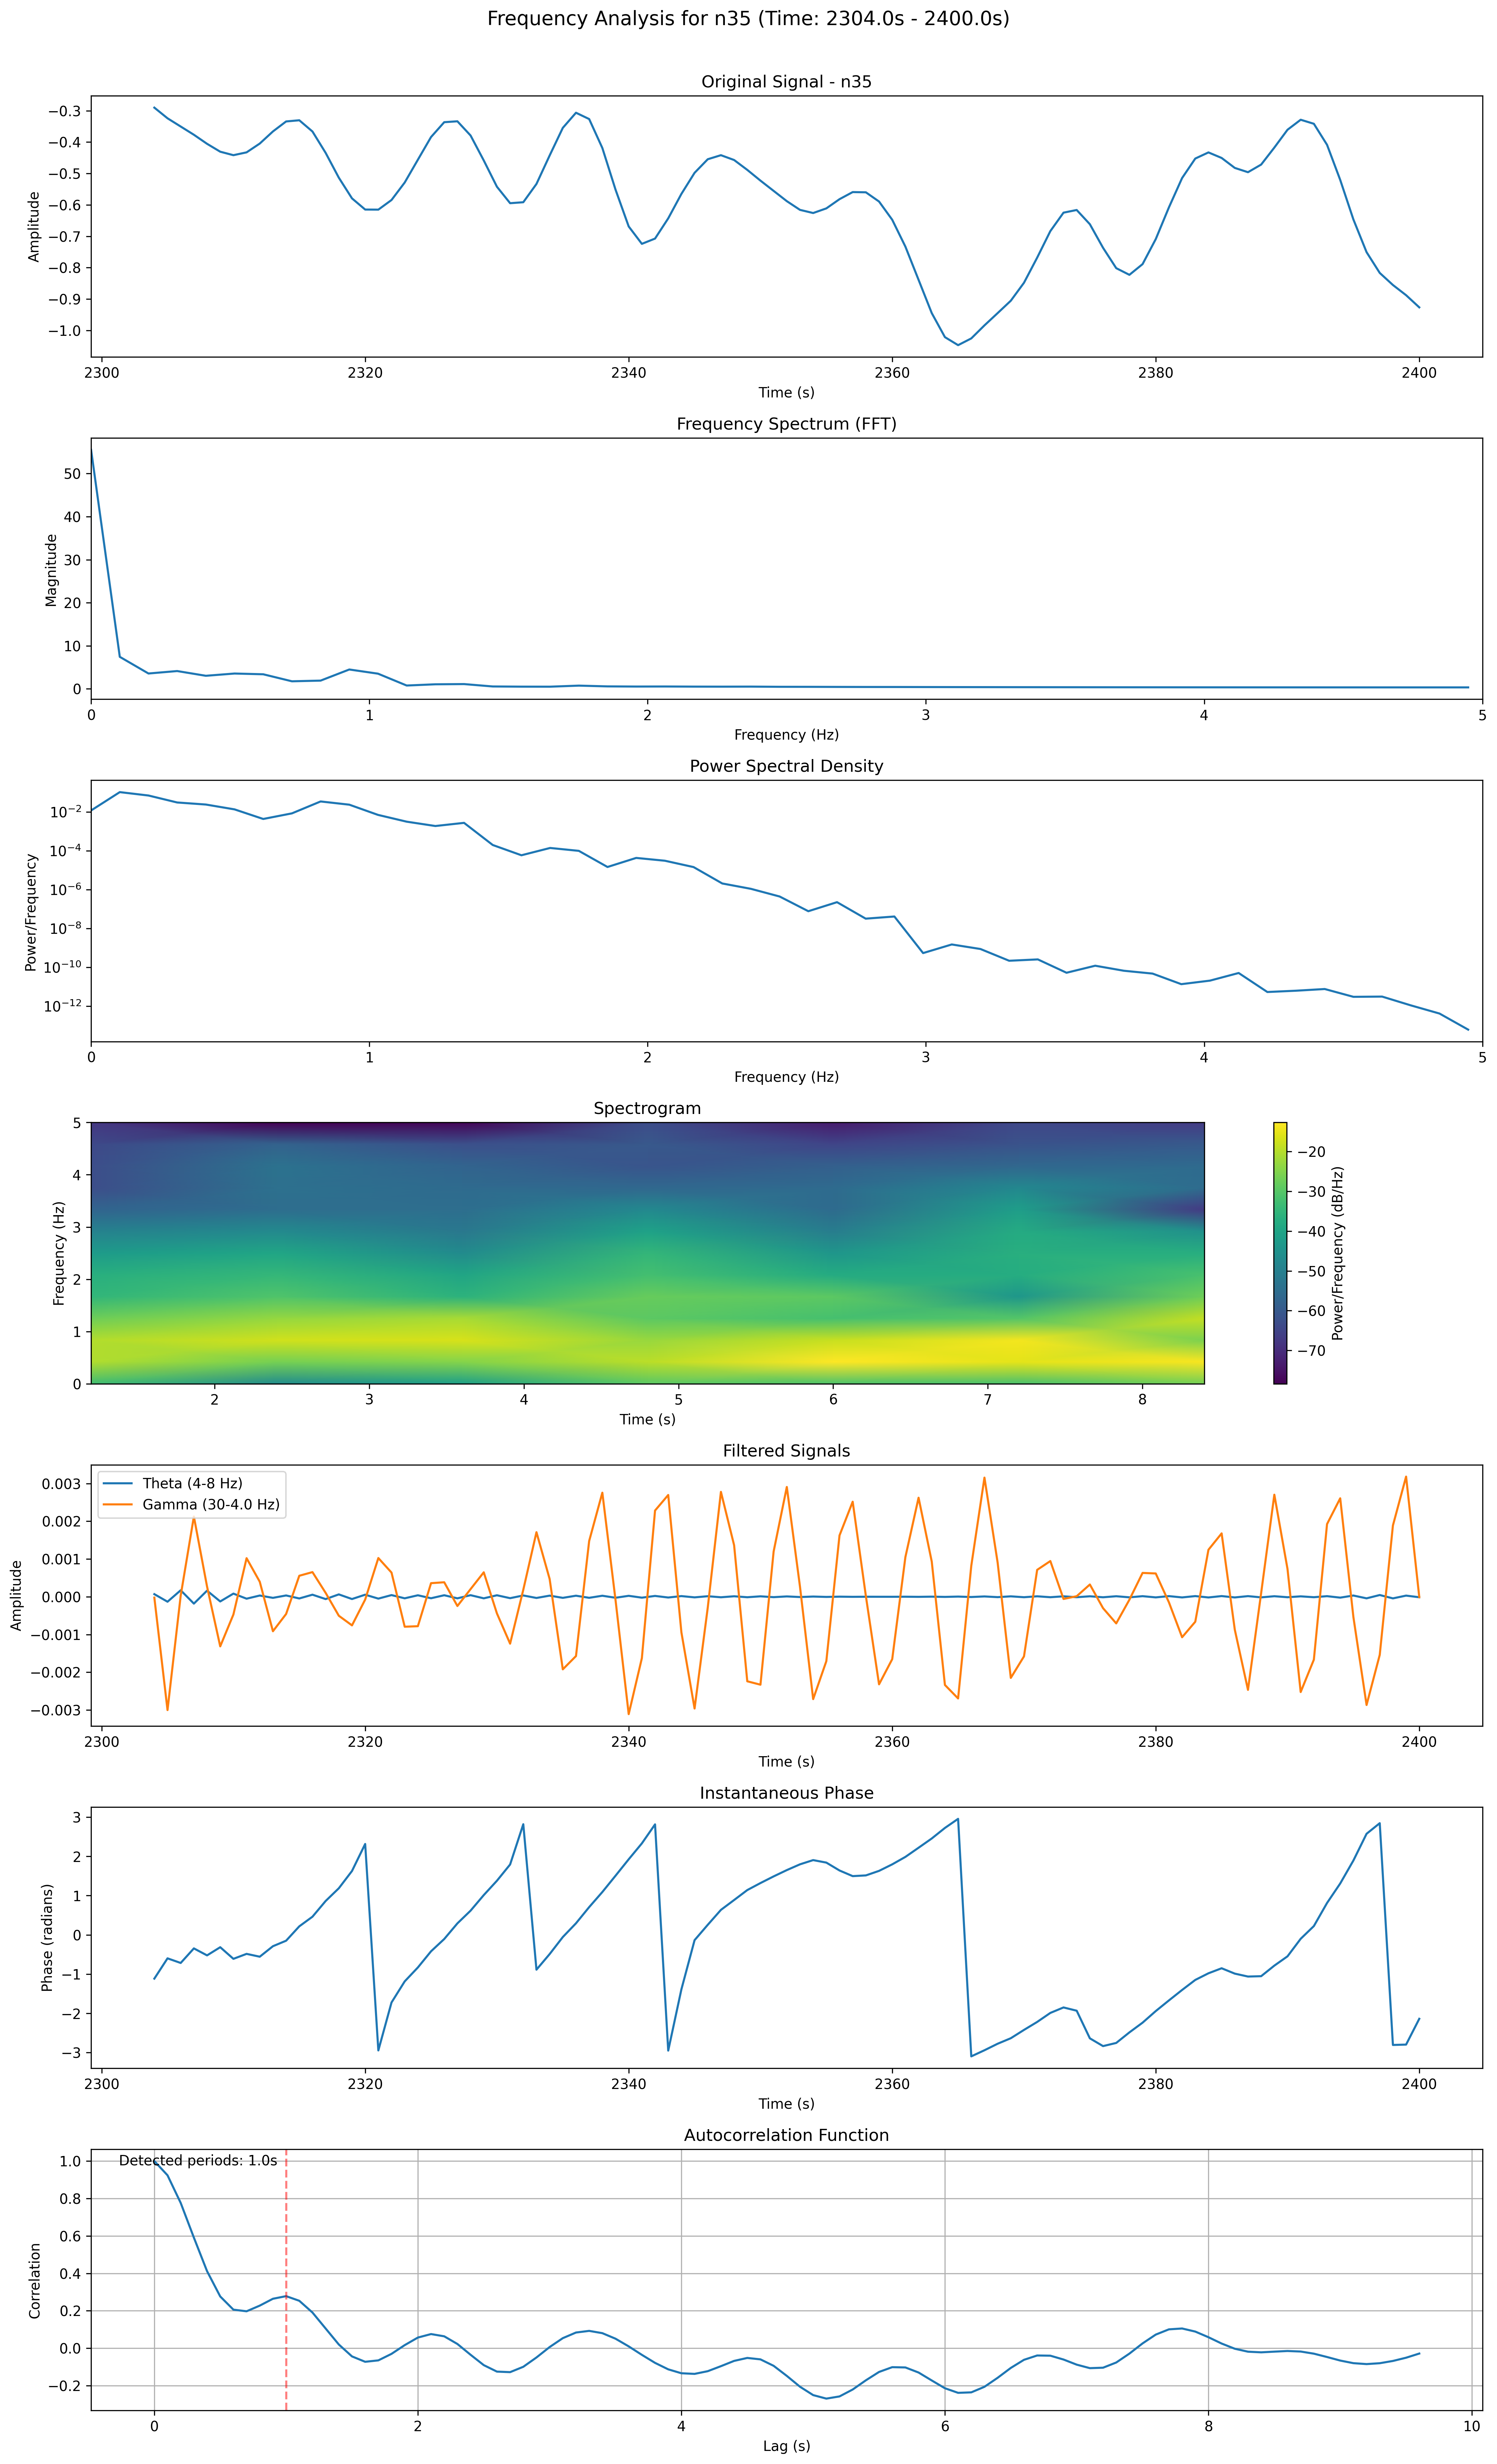 Frequency Analysis for n35 (Time: 2304.0s - 2400.0s)
Original Signal - n35
Amplitude
−0.3
−0.4
−0.5
−0.6
−0.7
−0.8
−0.9
−1.0
2300 2320 2340 2360 2380 2400
Time (s)
Frequency Spectrum (FFT)
Magnitude
50
40
30
20
10
0
0 1 2 3 4 5
Frequency (Hz)
Power Spectral Density
Power/Frequency
10⁻²
10⁻⁴
10⁻⁶
10⁻⁸
10⁻¹⁰
10⁻¹²
0 1 2 3 4 5
Frequency (Hz)
Spectrogram
Frequency (Hz)
5
4
3
2
1
0
2 3 4 5 6 7 8
Time (s)
−20
−30
−40
−50
−60
−70
Power/Frequency (dB/Hz)
Filtered Signals
Theta (4-8 Hz)
Gamma (30-4.0 Hz)
Amplitude
0.003
0.002
0.001
0.000
−0.001
−0.002
−0.003
2300 2320 2340 2360 2380 2400
Time (s)
Instantaneous Phase
Phase (radians)
3
2
1
0
−1
−2
−3
2300 2320 2340 2360 2380 2400
Time (s)
Autocorrelation Function
Detected periods: 1.0s
Correlation
1.0
0.8
0.6
0.4
0.2
0.0
−0.2
0 2 4 6 8 10
Lag (s)